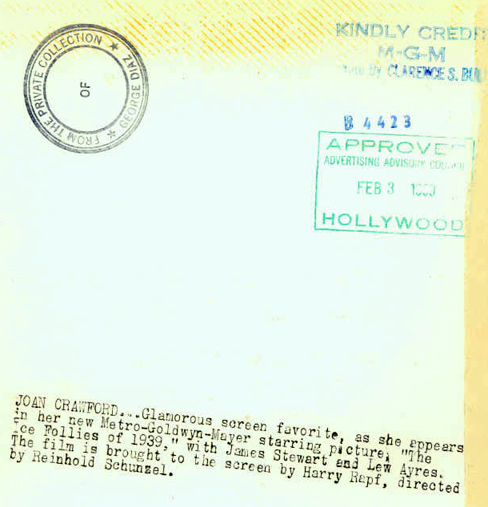 FROM THE PRIVATE COLLECTION
OF
GEORGE DIAZ
KINDLY CREDIT
M-G-M
by CLARENCE S. BUL
B 4423
APPROVED
ADVERTISING ADVISORY COUNCIL
FEB 3
HOLLYWOOD
JOAN CRAWFORD...Glamorous screen favorite, as she appears
in her new Metro-Goldwyn-Mayer starring picture, "The
Ice Follies of 1939," with James Stewart and Lew Ayres.
The film is brought to the screen by Harry Rapf, directed
by Reinhold Schunzel.